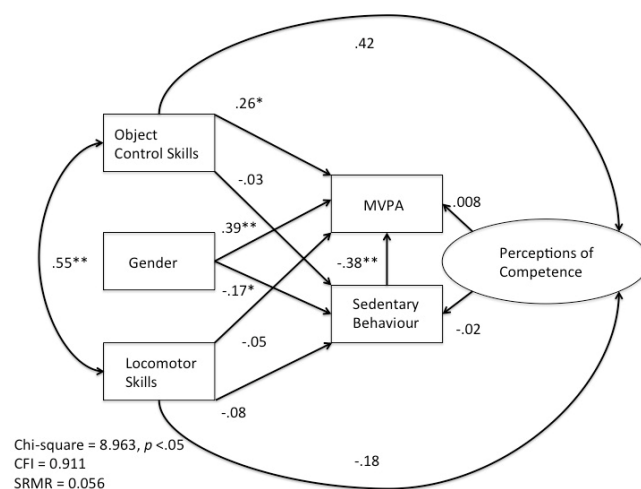 .42
.26*
Object
Control Skills
-.03
MVPA
.008
.39**
Gender
.55**
-.38**
Perceptions of
Competence
-.17*
Sedentary
Behaviour
-.05
-.02
Locomotor
Skills
-.08
Chi-square = 8.963, p <.05
CFI = 0.911
SRMR = 0.056
-.18